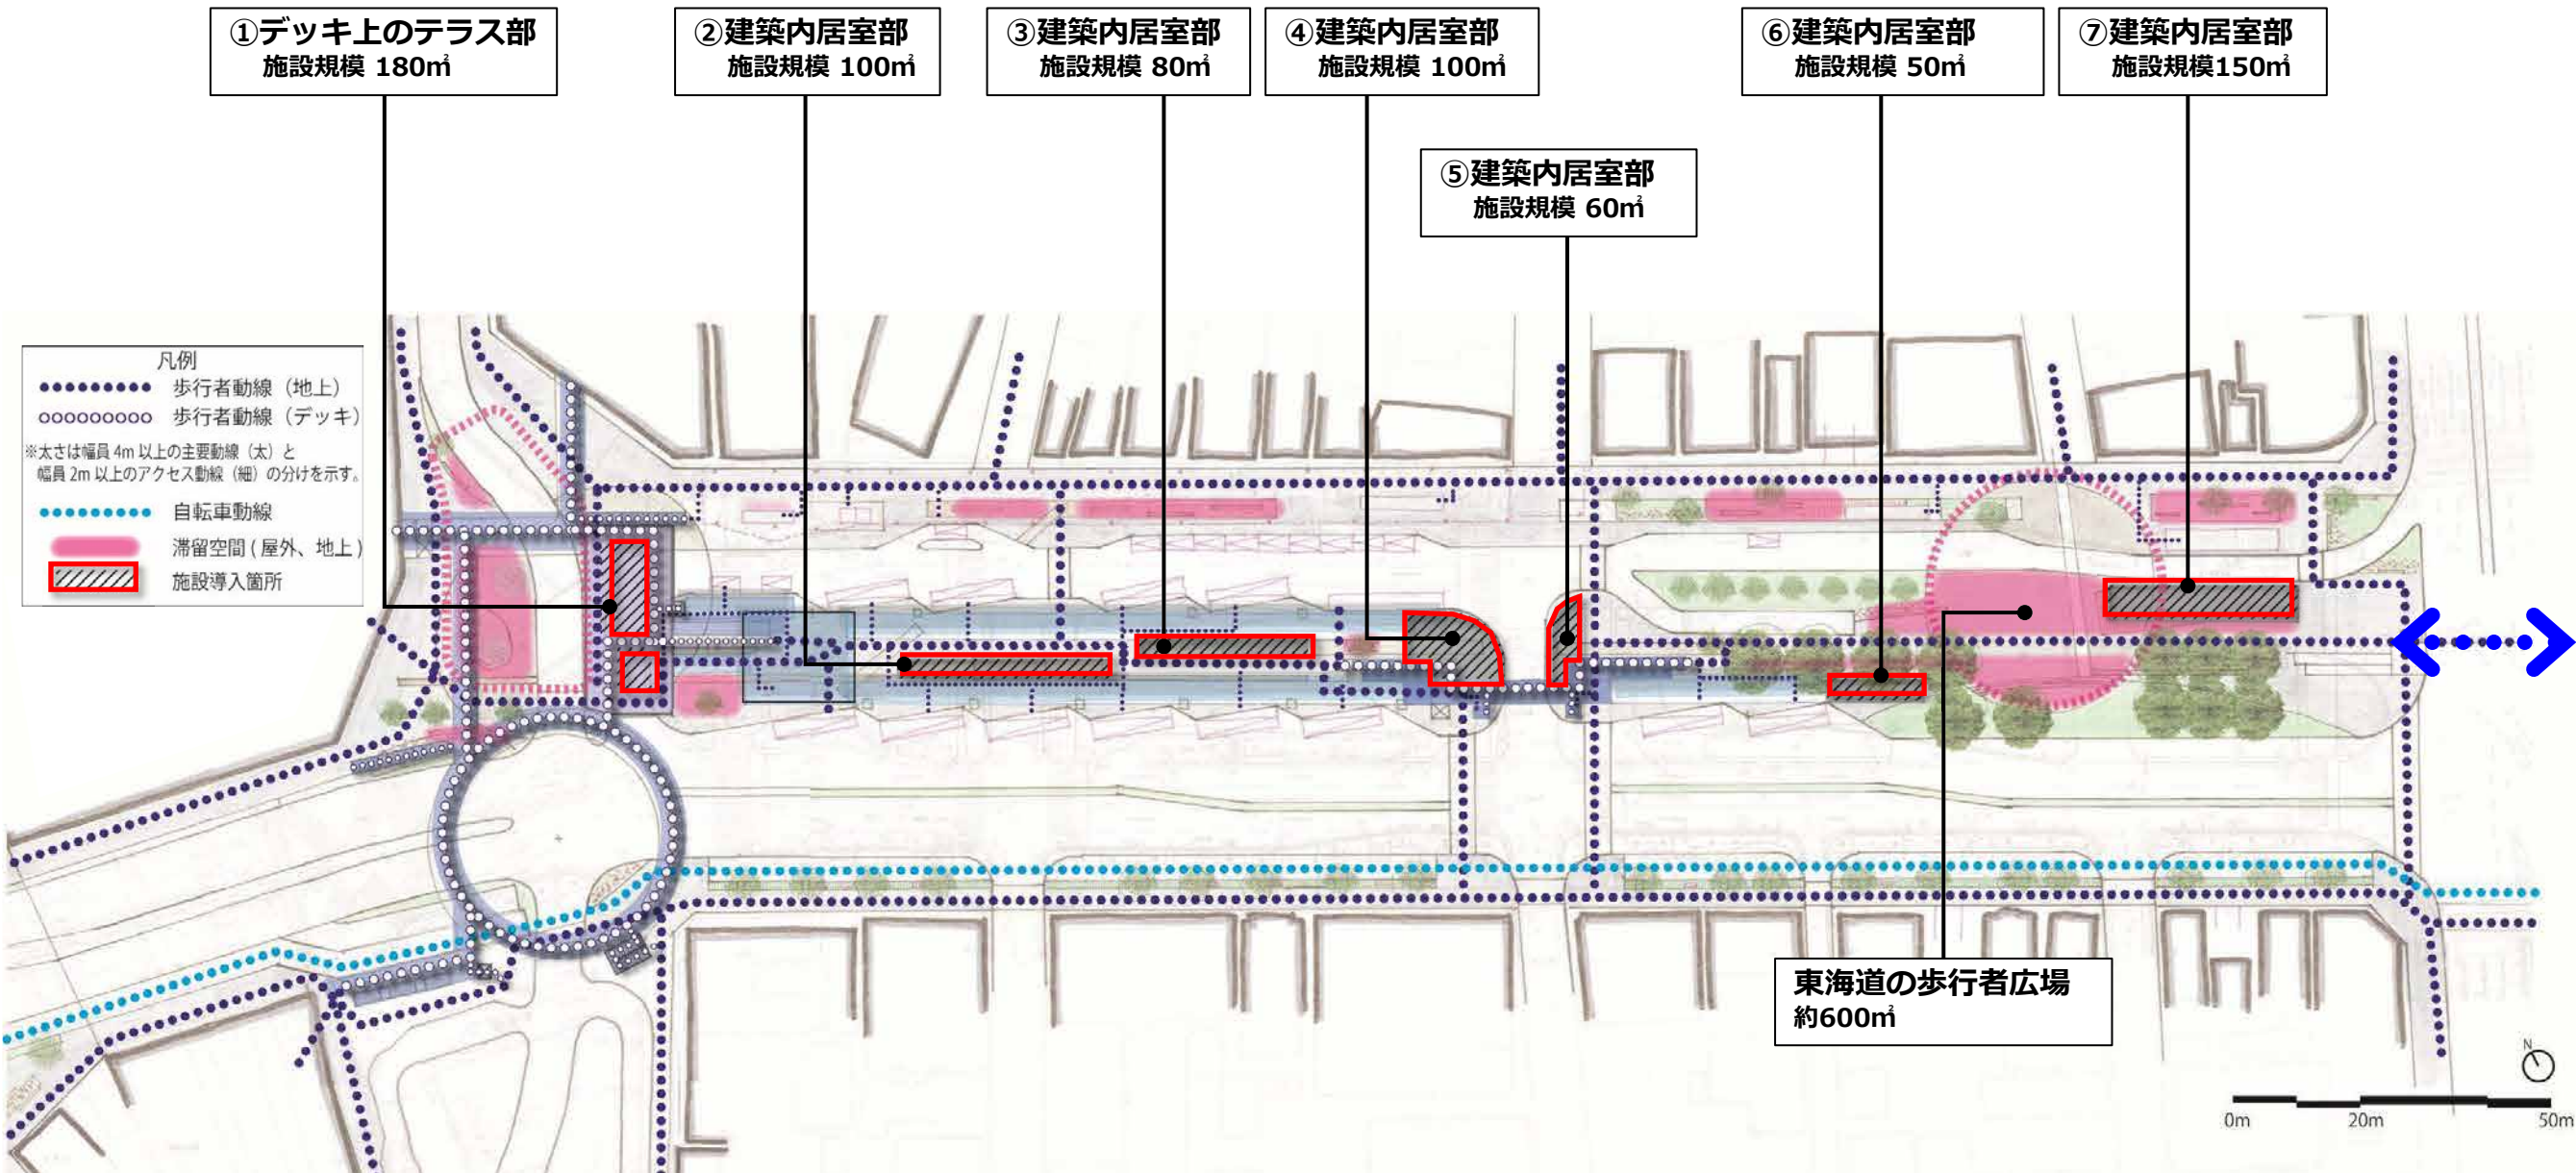 ①デッキ上のテラス部
施設規模 180㎡
②建築内居室部
施設規模 100㎡
③建築内居室部
施設規模 80㎡
④建築内居室部
施設規模 100㎡
⑥建築内居室部
施設規模 50㎡
⑦建築内居室部
施設規模150㎡
⑤建築内居室部
施設規模 60㎡
凡例
歩行者動線（地上）
歩行者動線（デッキ）
※太さは幅員 4m 以上の主要動線（太）と
幅員 2m 以上のアクセス動線（細）の分けを示す。
自転車動線
滞留空間 ( 屋外、地上 )
施設導入箇所
東海道の歩行者広場
約600㎡
N
0m 20m 50m